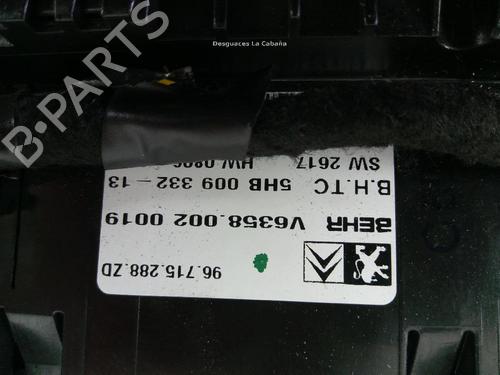 Desguaces La Cabaña
B-PARTS
96.715.288.ZD
BEHR V6358.002 0019
B.H.TC 5HB 009 332-13
SW 2617